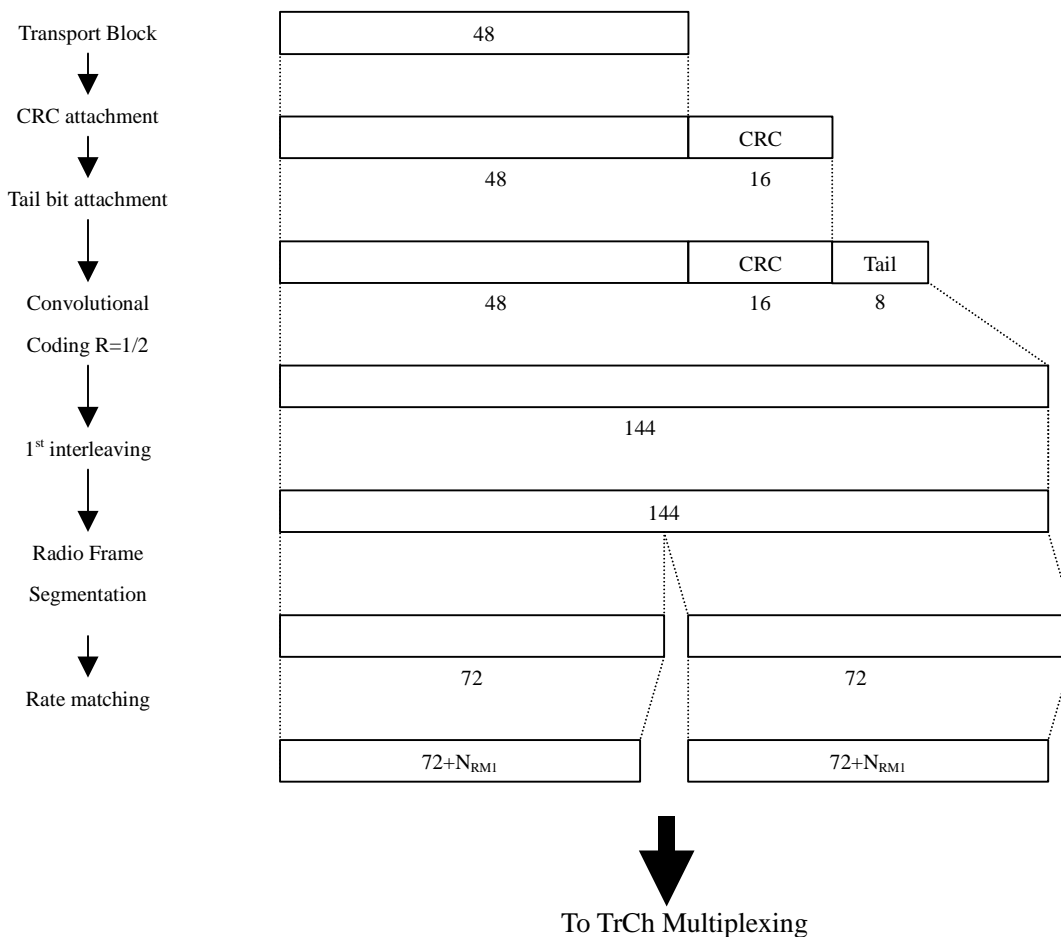 Transport Block
48
CRC attachment
CRC
48 16
Tail bit attachment
CRC Tail
48 16 8
Convolutional
Coding R=1/2
144
1st interleaving
144
Radio Frame
Segmentation
72 72
Rate matching
72+NRM1 72+NRM1
To TrCh Multiplexing